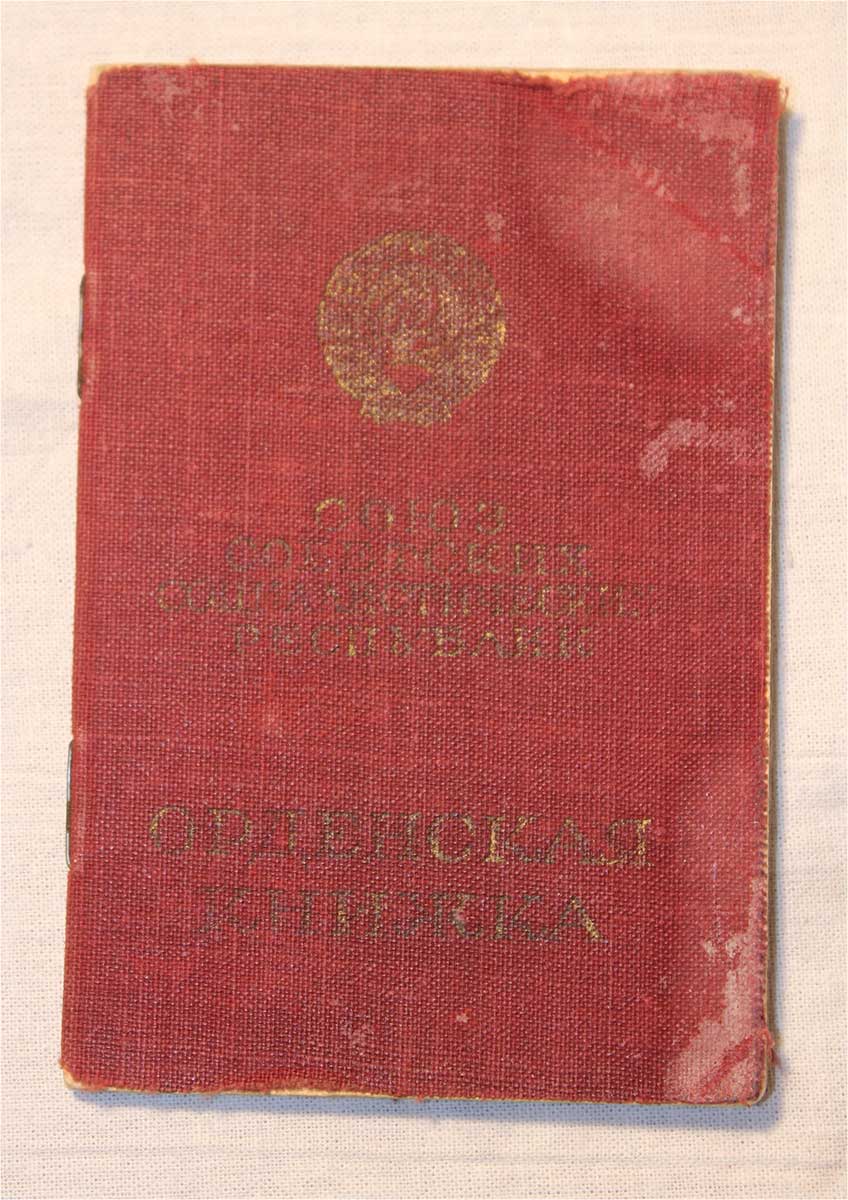 СОЮЗ
СОВЕТСКИХ
СОЦИАЛИСТИЧЕСКИХ
РЕСПУБЛИК
ОРДЕНСКАЯ
КНИЖКА